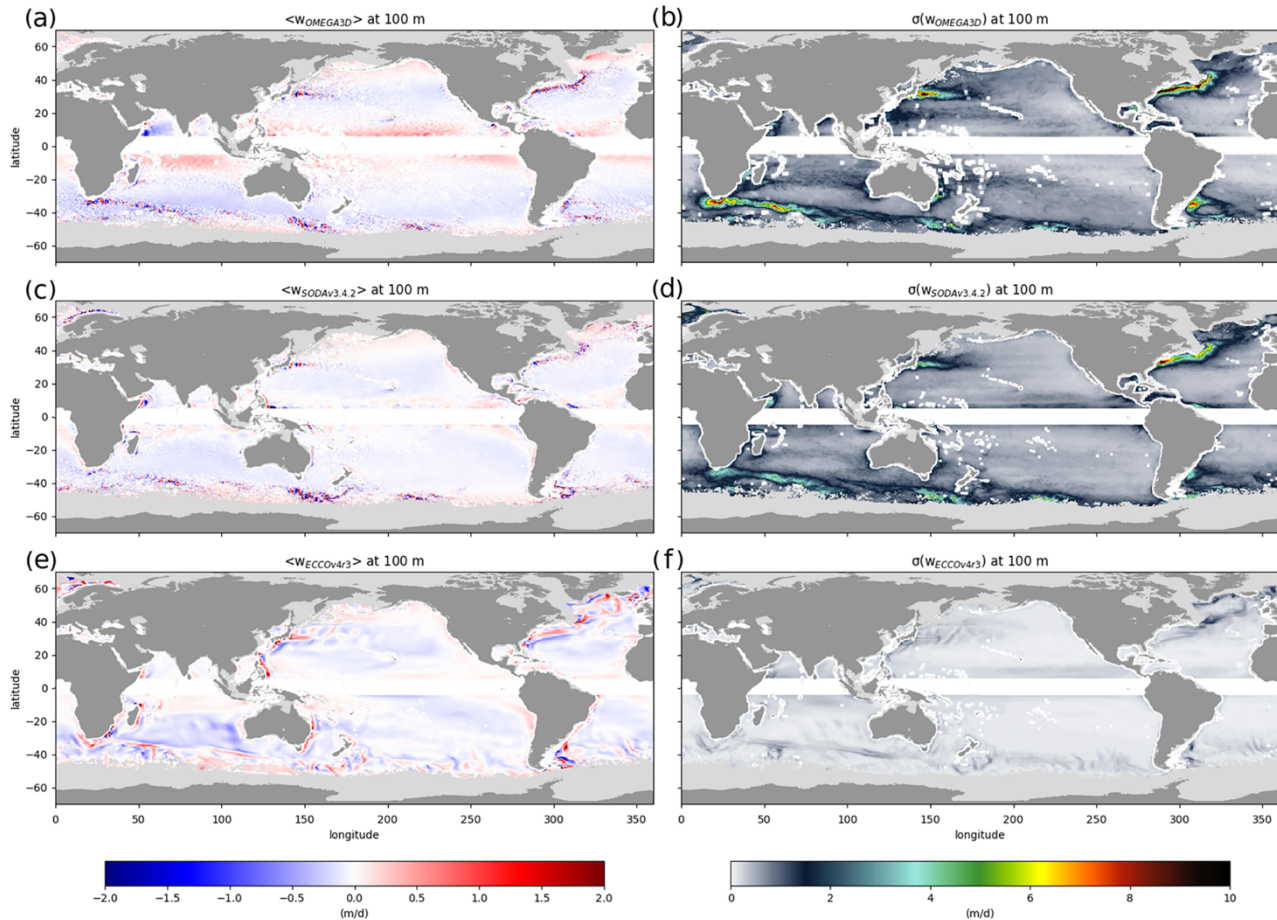 (a) <w_OMEGA3D> at 100 m
(b) σ(w_OMEGA3D) at 100 m
latitude
60
40
20
0
−20
−40
−60
(c) <w_SODAv3.4.2> at 100 m
(d) σ(w_SODAv3.4.2) at 100 m
latitude
60
40
20
0
−20
−40
−60
(e) <w_ECCOv4r3> at 100 m
(f) σ(w_ECCOv4r3) at 100 m
latitude
60
40
20
0
−20
−40
−60
0 50 100 150 200 250 300 350
longitude
0 50 100 150 200 250 300 350
longitude
−2.0 −1.5 −1.0 −0.5 0.0 0.5 1.0 1.5 2.0
(m/d)
0 2 4 6 8 10
(m/d)